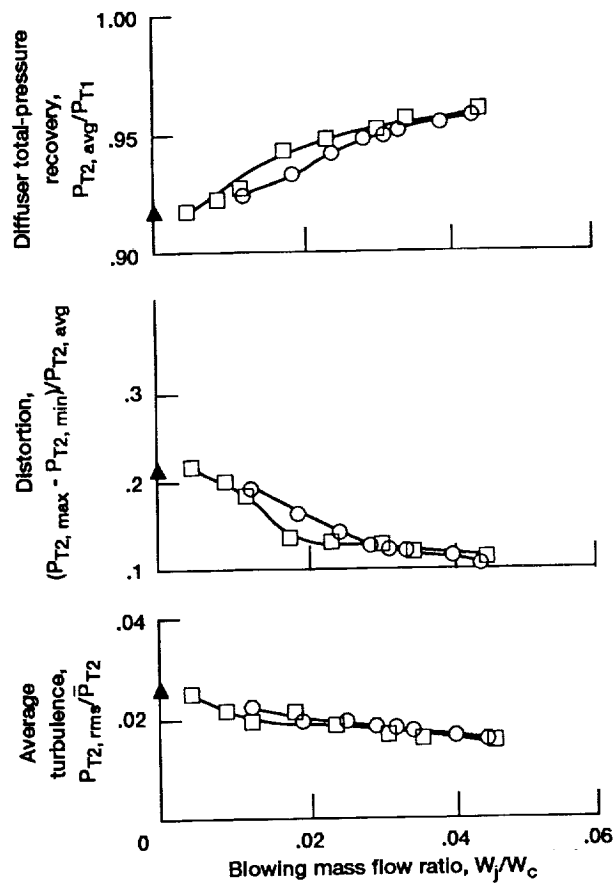 Diffuser total-pressure
recovery,
P_T2, avg/P_T1
1.00
.95
.90
Distortion,
(P_T2, max - P_T2, min)/P_T2, avg
.3
.2
.1
Average
turbulence,
P_T2, rms/P̄_T2
.04
.02
0
.02
.04
.06
Blowing mass flow ratio, W_j/W_c